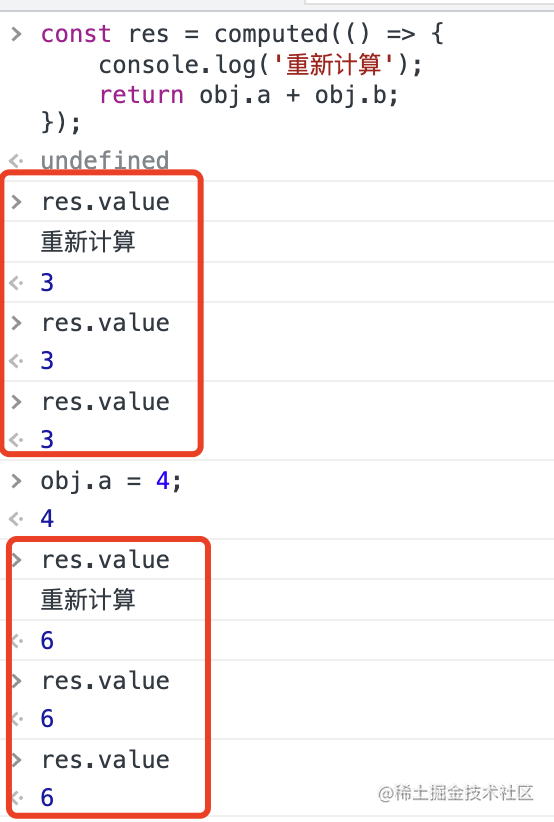 > const res = computed(() => {
console.log('重新计算');
return obj.a + obj.b;
});
undefined
> res.value
重新计算
3
> res.value
3
> res.value
3
> obj.a = 4;
4
> res.value
重新计算
6
> res.value
6
> res.value
6
@稀土掘金技术社区